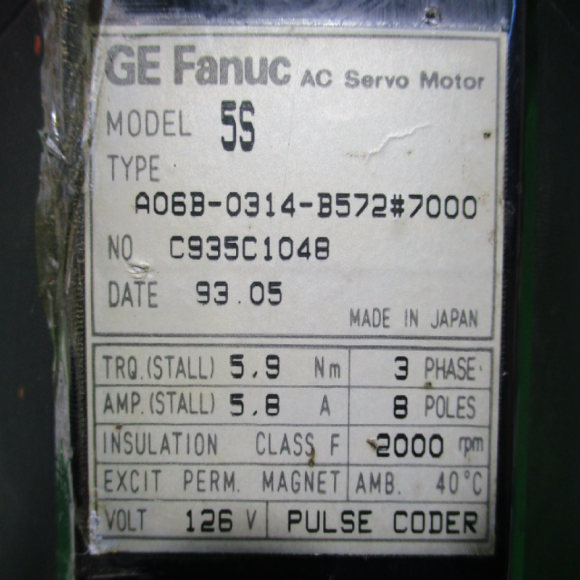 GE Fanuc AC Servo Motor
MODEL 5S
TYPE
A06B-0314-B572#7000
NO C935C1048
DATE 93.05
MADE IN JAPAN
TRQ.(STALL) 5.9 Nm 3 PHASE
AMP.(STALL) 5.8 A 8 POLES
INSULATION CLASS F 2000 rpm
EXCIT PERM. MAGNET AMB. 40°C
VOLT 126 V PULSE CODER